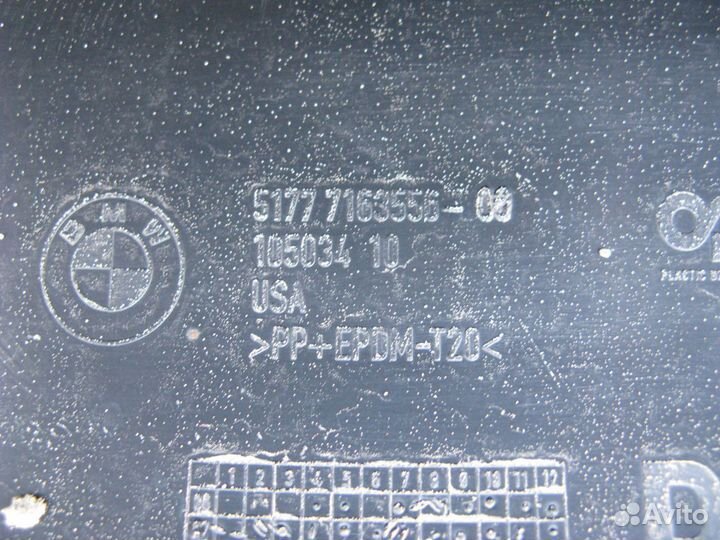 BMW
5177 7163556-
105034 10
USA
>PP+EPDM-T20<
PLASTIC
1 2 3 4 5 6 7 8 9 10 11 12
D
Avito